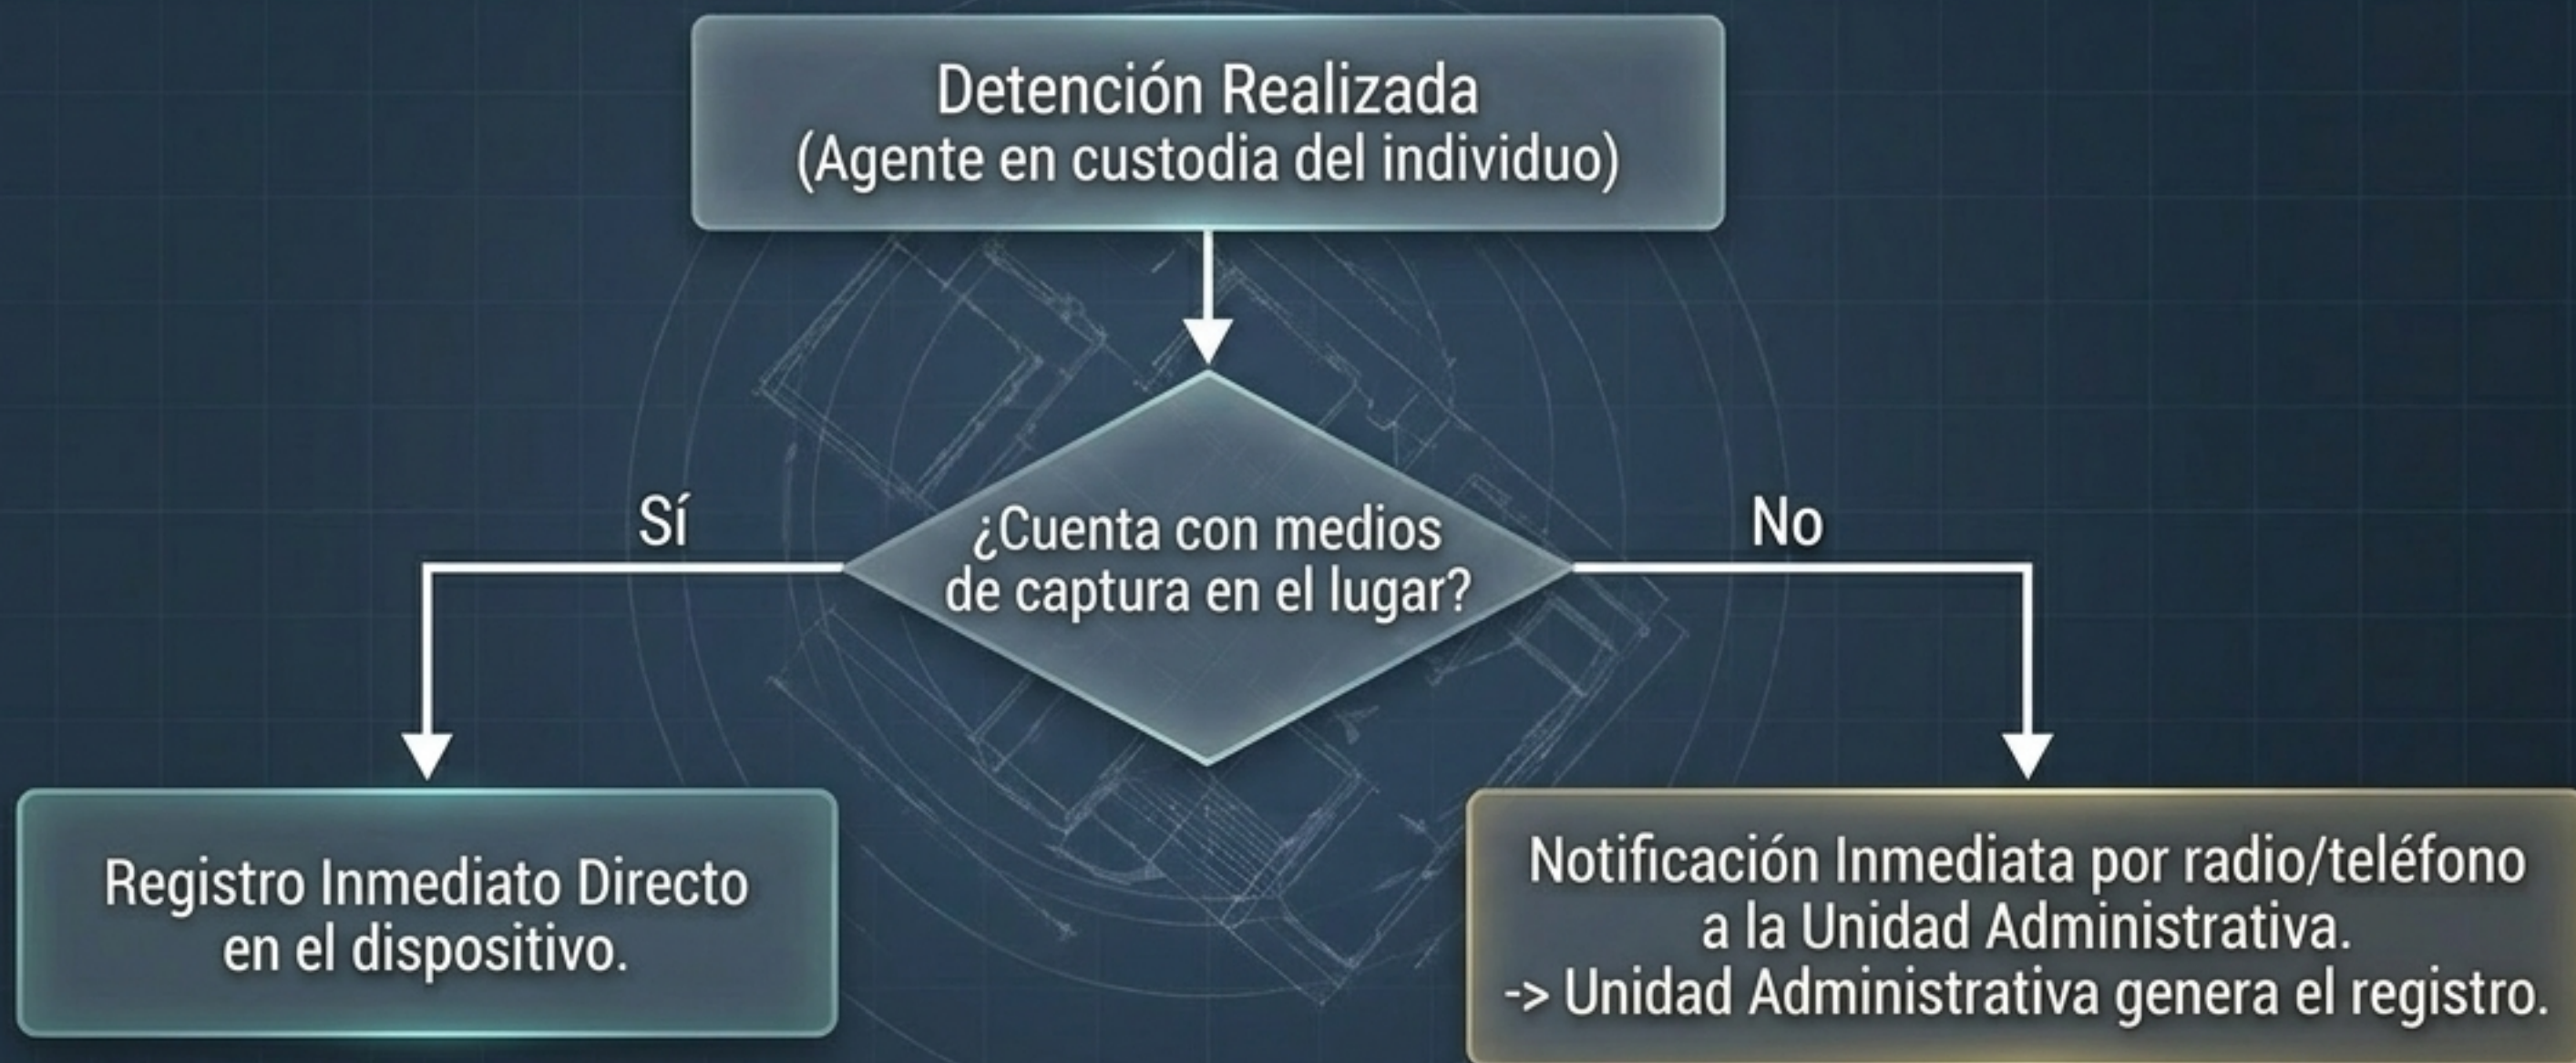 Detención Realizada
(Agente en custodia del individuo)
¿Cuenta con medios
de captura en el lugar?
Sí
No
Registro Inmediato Directo
en el dispositivo.
Notificación Inmediata por radio/teléfono
a la Unidad Administrativa.
-> Unidad Administrativa genera el registro.